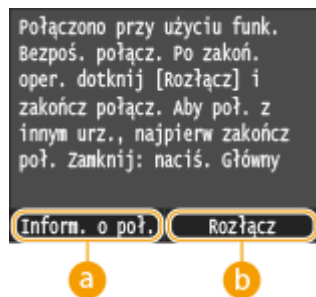 Połączono przy użyciu funk.
Bezpoś. połącz. Po zakoń.
oper. dotknij [Rozłącz] i
zakończ połącz. Aby poł. z
innym urz., najpierw zakończ
poł. Zamknij: naciś. Główny
Inform. o poł. Rozłącz
a b